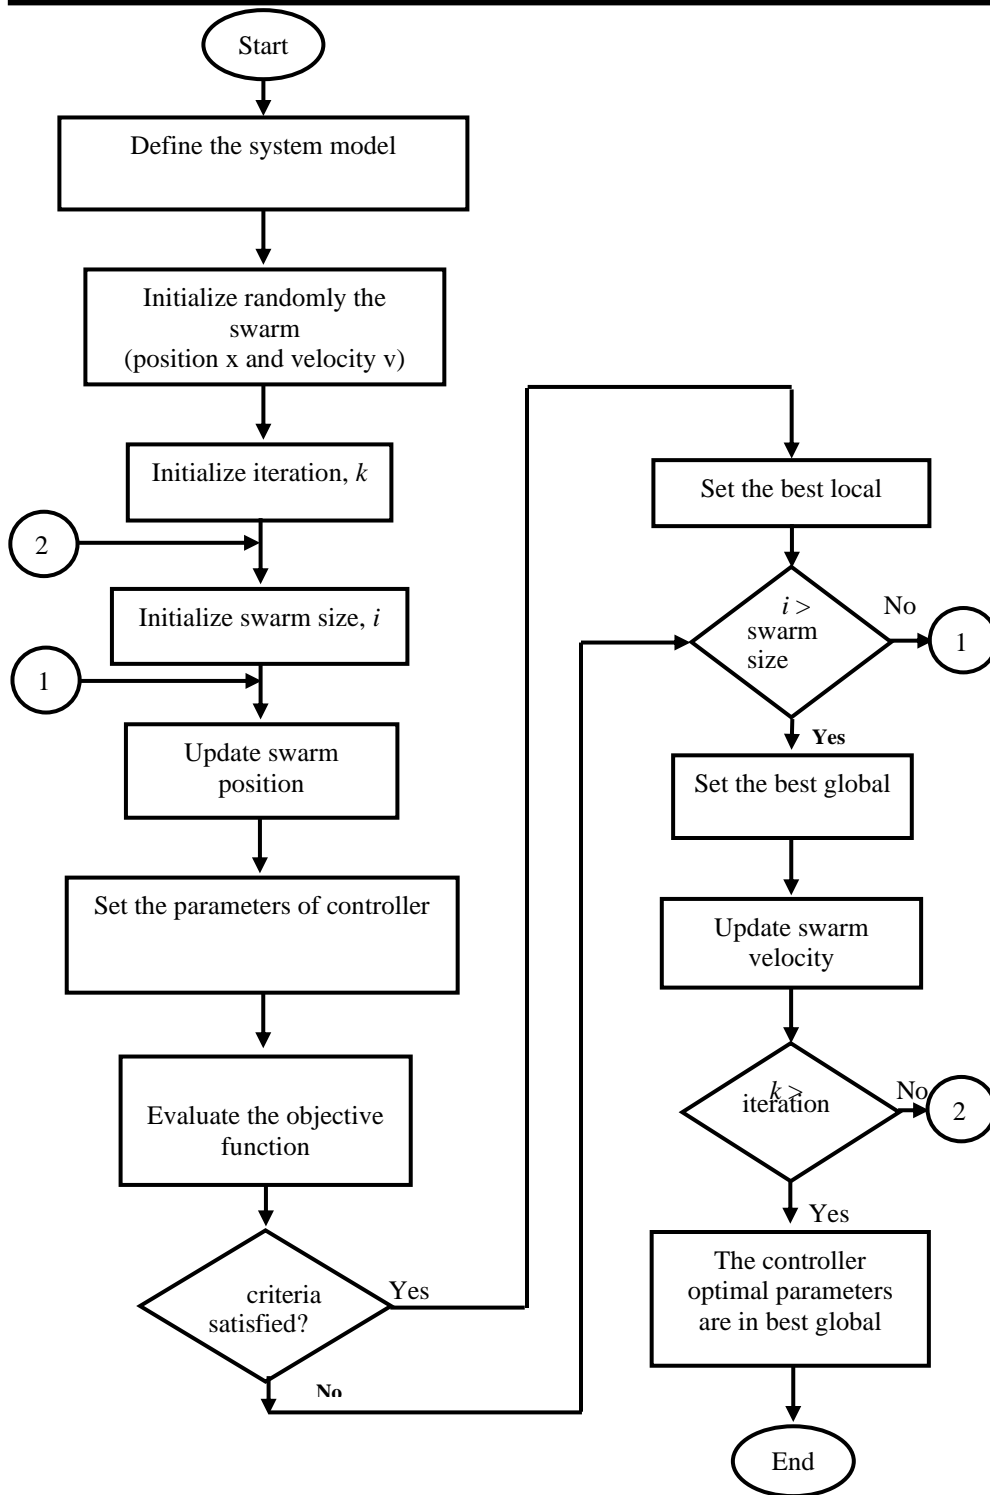 Start
Define the system model
Initialize randomly the
swarm
(position x and velocity v)
Initialize iteration, k
2
Initialize swarm size, i
1
Update swarm
position
Set the parameters of controller
Evaluate the objective
function
criteria
satisfied?
Yes
No
Set the best local
i >
swarm
size
No
1
Yes
Set the best global
Update swarm
velocity
k >
iteration
No
2
Yes
The controller
optimal parameters
are in best global
End